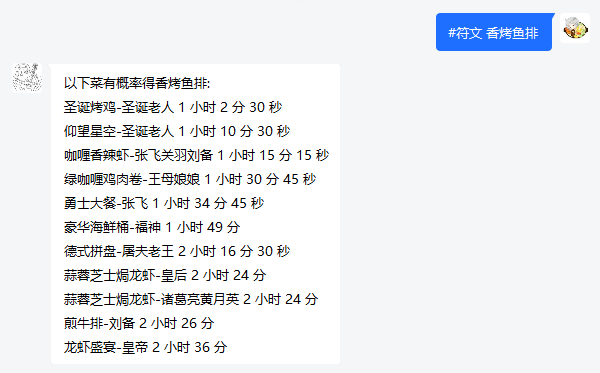 #符文 香烤鱼排
以下菜有概率得香烤鱼排:
圣诞烤鸡-圣诞老人 1 小时 2 分 30 秒
仰望星空-圣诞老人 1 小时 10 分 30 秒
咖喱香辣虾-张飞关羽刘备 1 小时 15 分 15 秒
绿咖喱鸡肉卷-王母娘娘 1 小时 30 分 45 秒
勇士大餐-张飞 1 小时 34 分 45 秒
豪华海鲜桶-福神 1 小时 49 分
德式拼盘-屠夫老王 2 小时 16 分 30 秒
蒜蓉芝士焗龙虾-皇后 2 小时 24 分
蒜蓉芝士焗龙虾-诸葛亮黄月英 2 小时 24 分
煎牛排-刘备 2 小时 26 分
龙虾盛宴-皇帝 2 小时 36 分